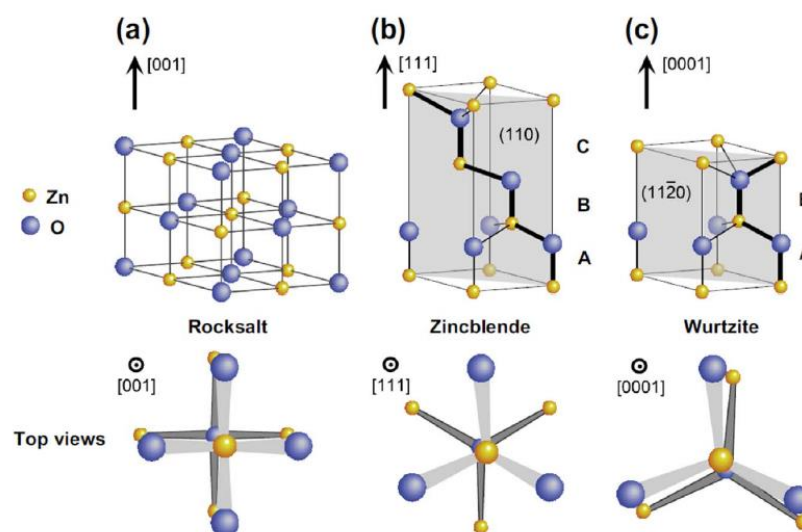 (a)
(b)
(c)
[001]
[111]
[0001]
Zn
O
(110)
C
B
A
(112̄0)
Rocksalt
Zincblende
Wurtzite
[001]
[111]
[0001]
Top views